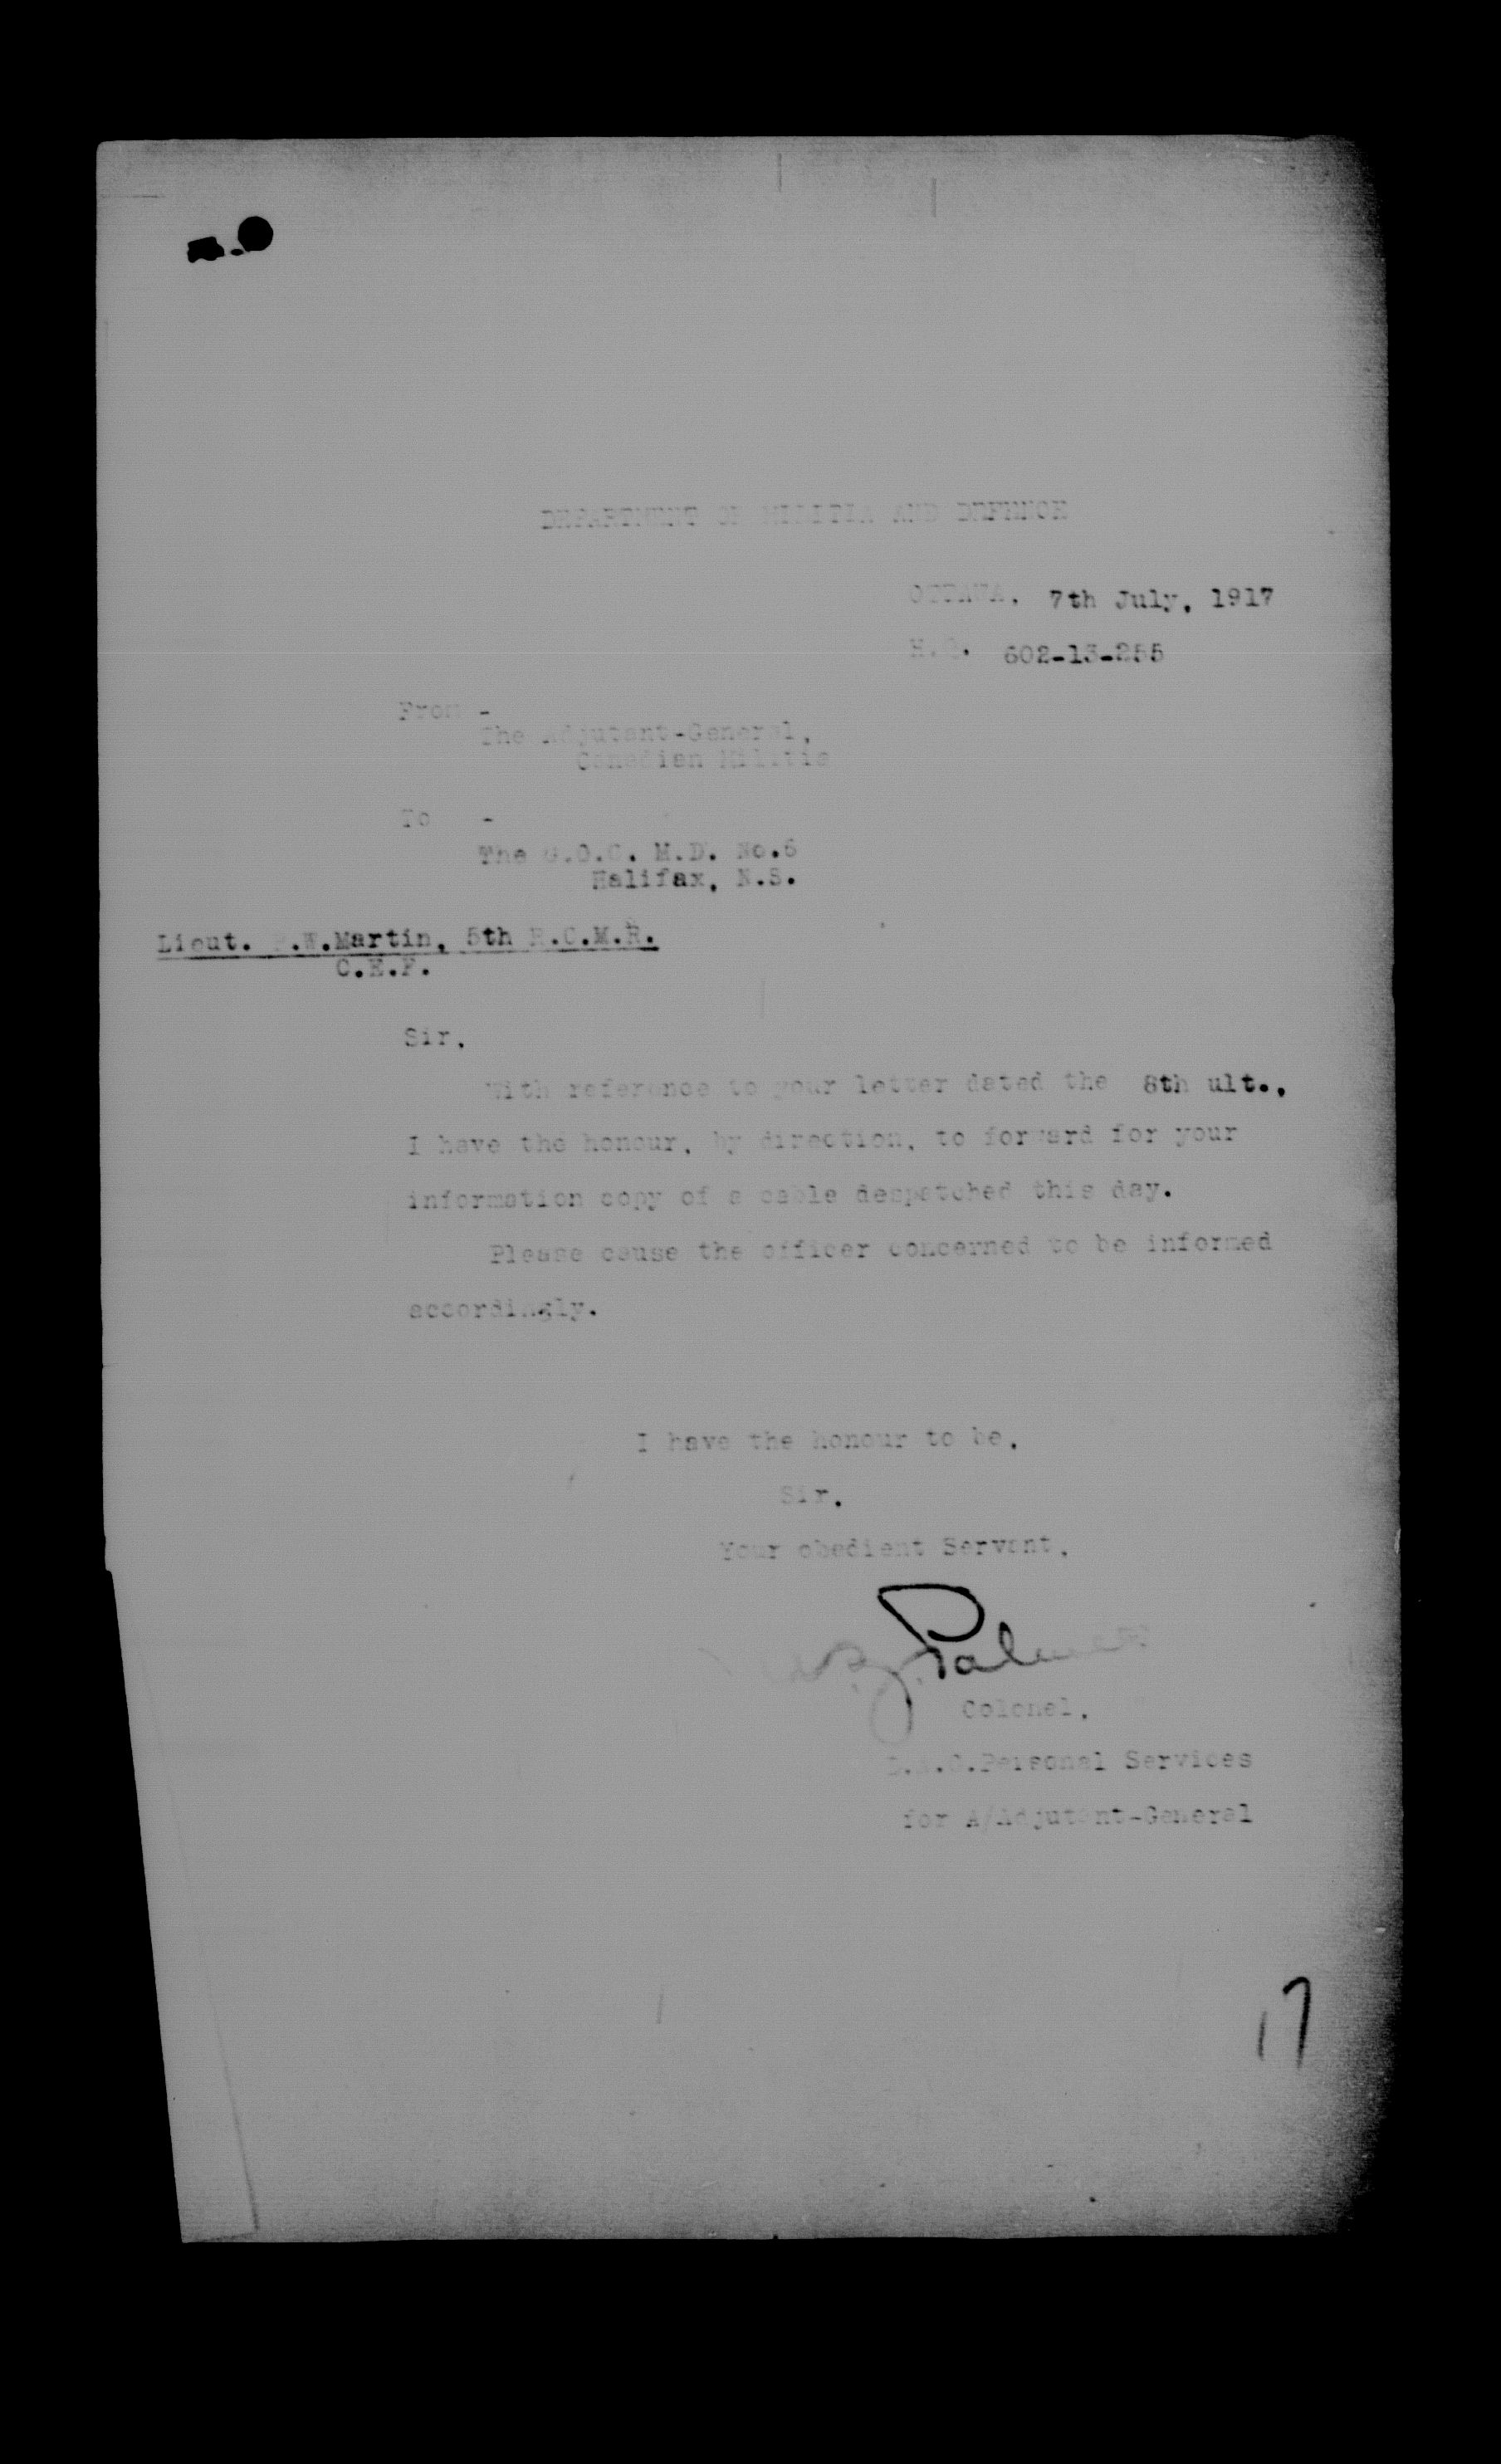 DEPARTMENT OF MILITIA AND DEFENCE
OTTAWA, 7th July, 1917
H.Q. 602-13-255
From -
The Adjutant-General,
Canadian Militia
To -
The G.O.C. M.D. No.6
Halifax, N.S.
Lieut. .W.Martin, 5th R.C.M.R.
C.E.F.
Sir,
With reference to your letter dated the 8th ult.,
I have the honour, by direction, to forward for your
information copy of a cable despatched this day.
Please cause the officer concerned to be informed
accordingly.
I have the honour to be,
Sir,
Your obedient Servant,
Palmer
Colonel,
Personal Services
for A/Adjutant-General
17